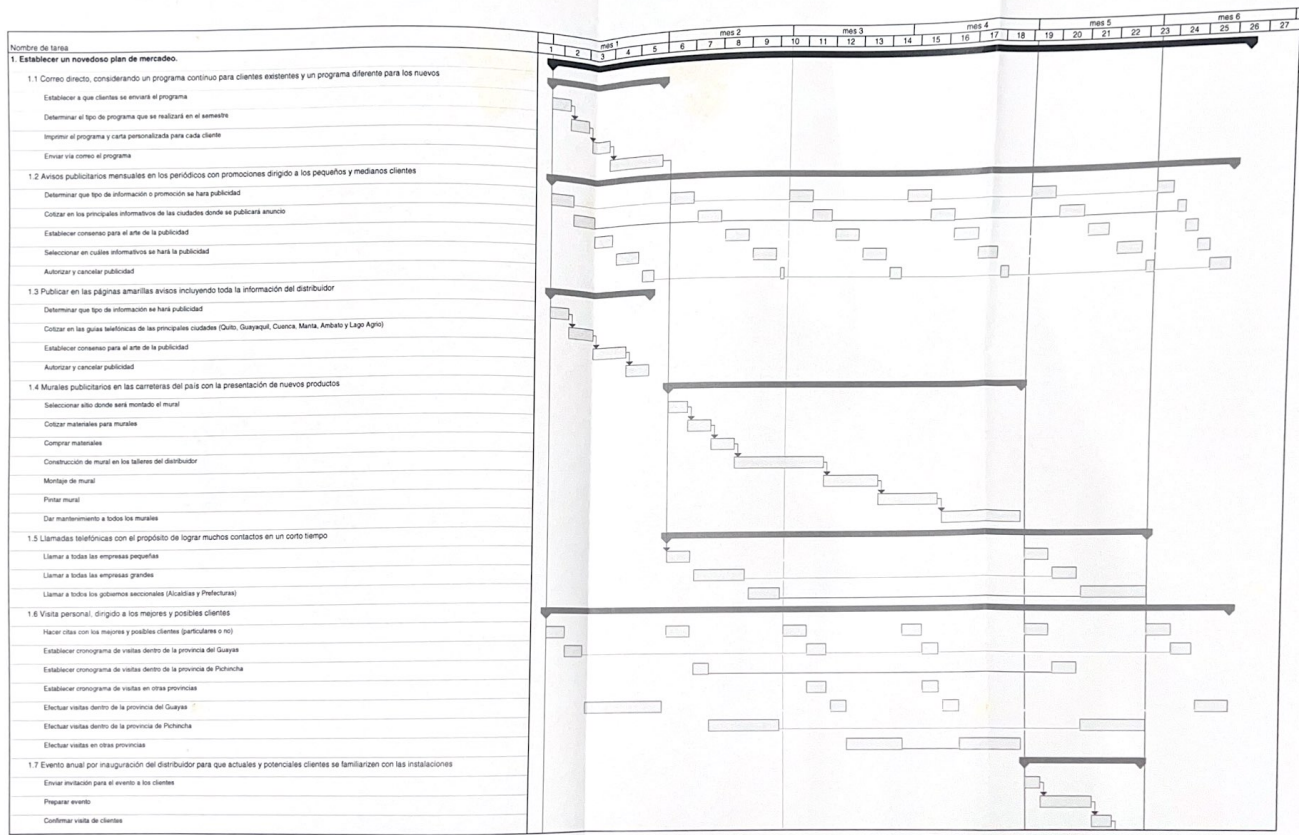 mes 1 mes 2 mes 3 mes 4 mes 5 mes 6
Nombre de tarea
1 2 3 4 5 6 7 8 9 10 11 12 13 14 15 16 17 18 19 20 21 22 23 24 25 26 27
1. Establecer un novedoso plan de mercadeo.
1.1 Correo directo, considerando un programa continuo para clientes existentes y un programa diferente para los nuevos
Establecer a que clientes se enviará el programa
Determinar el tipo de programa que se realizará en el semestre
Imprimir el programa y carta personalizada para cada cliente
Enviar vía correo el programa
1.2 Avisos publicitarios mensuales en los periódicos con promociones dirigido a los pequeños y medianos clientes
Determinar que tipo de información o promoción se hara publicidad
Cotizar en los principales informativos de las ciudades donde se publicará anuncio
Establecer consenso para el arte de la publicidad
Seleccionar en cuáles informativos se hará la publicidad
Autorizar y cancelar publicidad
1.3 Publicar en las páginas amarillas avisos incluyendo toda la información del distribuidor
Determinar que tipo de información se hará publicidad
Cotizar en las guías telefónicas de las principales ciudades (Quito, Guayaquil, Cuenca, Manta, Ambato y Lago Agrio)
Establecer consenso para el arte de la publicidad
Autorizar y cancelar publicidad
1.4 Murales publicitarios en las carreteras del país con la presentación de nuevos productos
Seleccionar sitio donde será montado el mural
Cotizar materiales para murales
Comprar materiales
Construcción de mural en los talleres del distribuidor
Montaje de mural
Pintar mural
Dar mantenimiento a todos los murales
1.5 Llamadas telefónicas con el propósito de lograr muchos contactos en un corto tiempo
Llamar a todas las empresas pequeñas
Llamar a todas las empresas grandes
Llamar a todos los gobiernos seccionales (Alcaldías y Prefecturas)
1.6 Visita personal, dirigido a los mejores y posibles clientes
Hacer citas con los mejores y posibles clientes (particulares o no)
Establecer cronograma de visitas dentro de la provincia del Guayas
Establecer cronograma de visitas dentro de la provincia de Pichincha
Establecer cronograma de visitas en otras provincias
Efectuar visitas dentro de la provincia del Guayas
Efectuar visitas dentro de la provincia de Pichincha
Efectuar visitas en otras provincias
1.7 Evento anual por inauguración del distribuidor para que actuales y potenciales clientes se familiarizen con las instalaciones
Enviar invitación para el evento a los clientes
Preparar evento
Confirmar visita de clientes